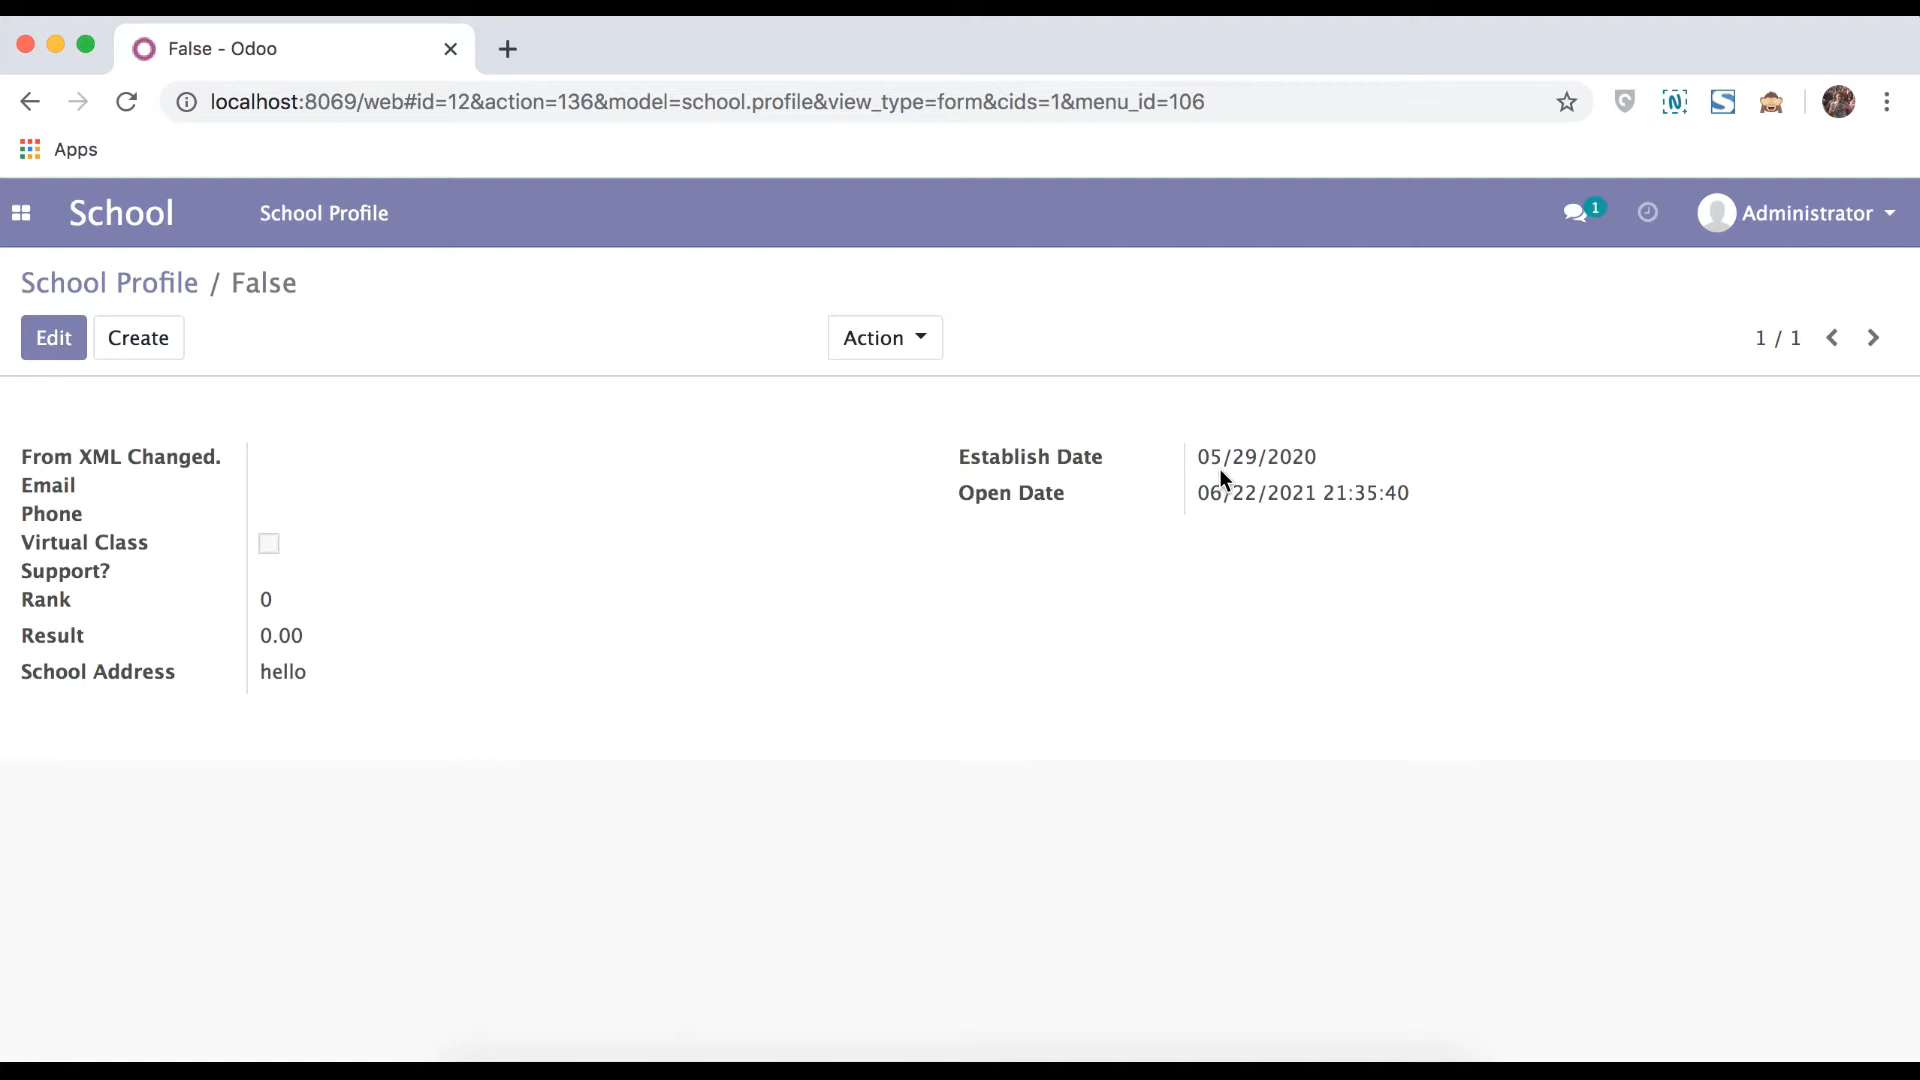 False - Odoo
localhost:8069/web#id=12&action=136&model=school.profile&view_type=form&cids=1&menu_id=106
Apps
School School Profile 1 Administrator
School Profile / False
Edit Create Action 1 / 1
From XML Changed.
Email
Phone
Virtual Class
Support?
Rank 0
Result 0.00
School Address hello
Establish Date 05/29/2020
Open Date 06/22/2021 21:35:40